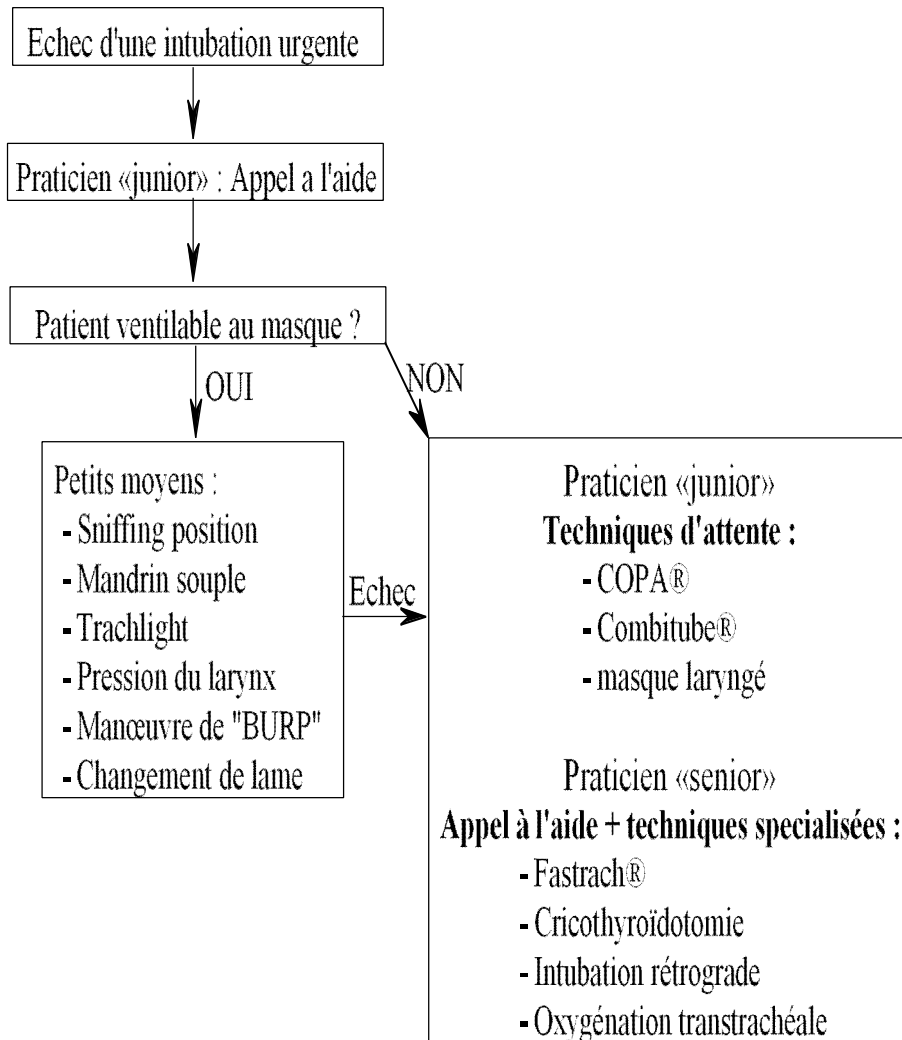 Echec d'une intubation urgente
Praticien «junior» : Appel a l'aide
Patient ventilable au masque ?
OUI
NON
Petits moyens :
- Sniffing position
- Mandrin souple
- Trachlight
- Pression du larynx
- Manœuvre de "BURP"
- Changement de lame
Echec
Praticien «junior»
Techniques d'attente :
- COPA®
- Combitube®
- masque laryngé
Praticien «senior»
Appel à l'aide + techniques specialisées :
- Fastrach®
- Cricothyroïdotomie
- Intubation rétrograde
- Oxygénation transtrachéale